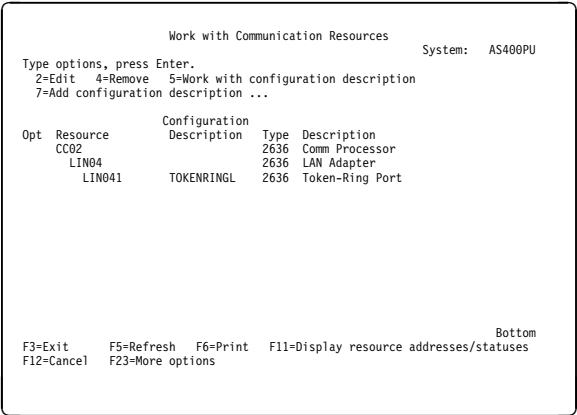 Work with Communication Resources
System: AS400PU
Type options, press Enter.
2=Edit 4=Remove 5=Work with configuration description
7=Add configuration description ...
Configuration
Opt Resource Description Type Description
CC02 2636 Comm Processor
LIN04 2636 LAN Adapter
LIN041 TOKENRINGL 2636 Token-Ring Port
Bottom
F3=Exit F5=Refresh F6=Print F11=Display resource addresses/statuses
F12=Cancel F23=More options